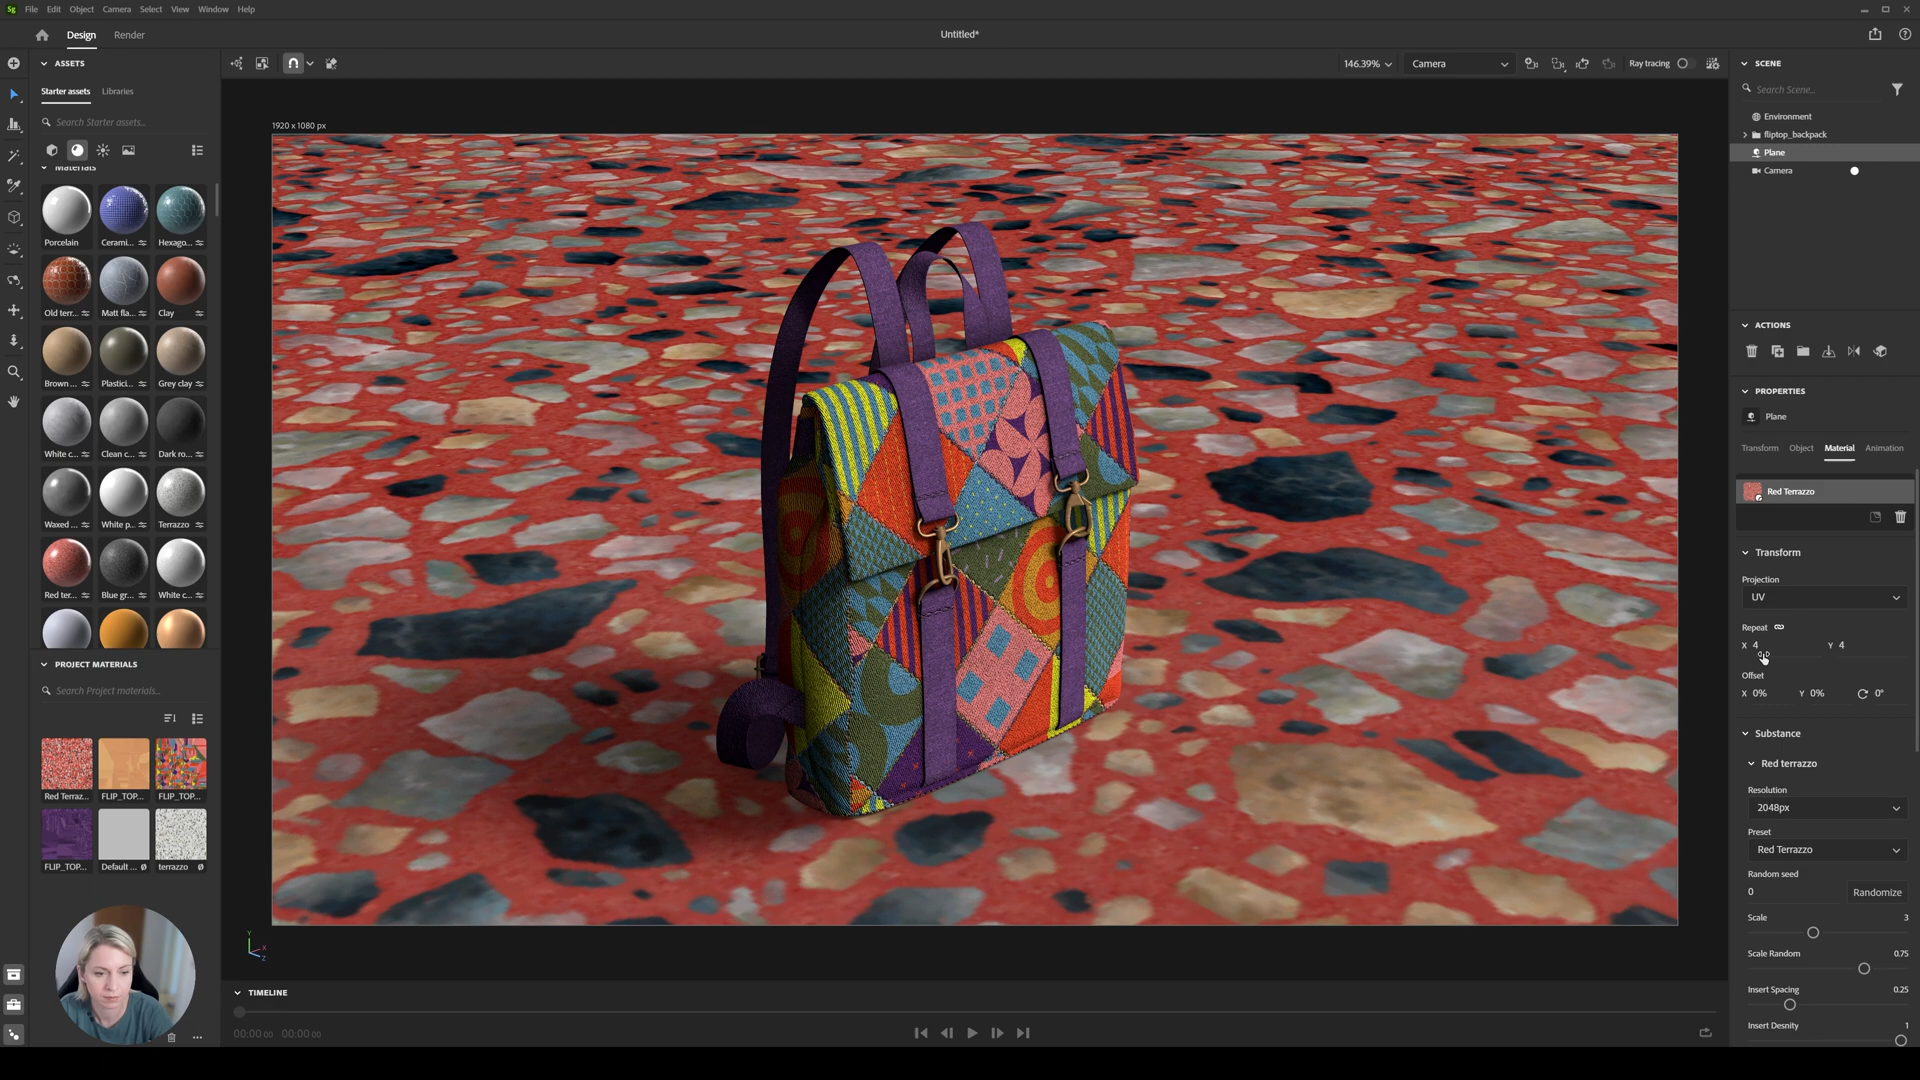 Sg File Edit Object Camera Select View Window Help
Design Render Untitled*
ASSETS
Starter assets Libraries
Search Starter assets...
Materials
Porcelain Cerami... Hexago...
Old terr... Matt fla... Clay
Brown ... Plastici... Grey clay
White c... Clean c... Dark ro...
Waxed ... White p... Terrazzo
Red ter... Blue gr... White c...
PROJECT MATERIALS
Search Project materials...
Red Terraz... FLIP_TOP... FLIP_TOP...
FLIP_TOP... Default ... terrazzo
146.39% Camera Ray tracing
1920 x 1080 px
Y
X
Z
TIMELINE
00:00:00 00:00:00
SCENE
Search Scene...
Environment
fliptop_backpack
Plane
Camera
ACTIONS
PROPERTIES
Plane
Transform Object Material Animation
Red Terrazzo
Transform
Projection
UV
Repeat
X 4 Y 4
Offset
X 0% Y 0% 0°
Substance
Red terrazzo
Resolution
2048px
Preset
Red Terrazzo
Random seed
0 Randomize
Scale 3
Scale Random 0.75
Insert Spacing 0.25
Insert Desnity 1